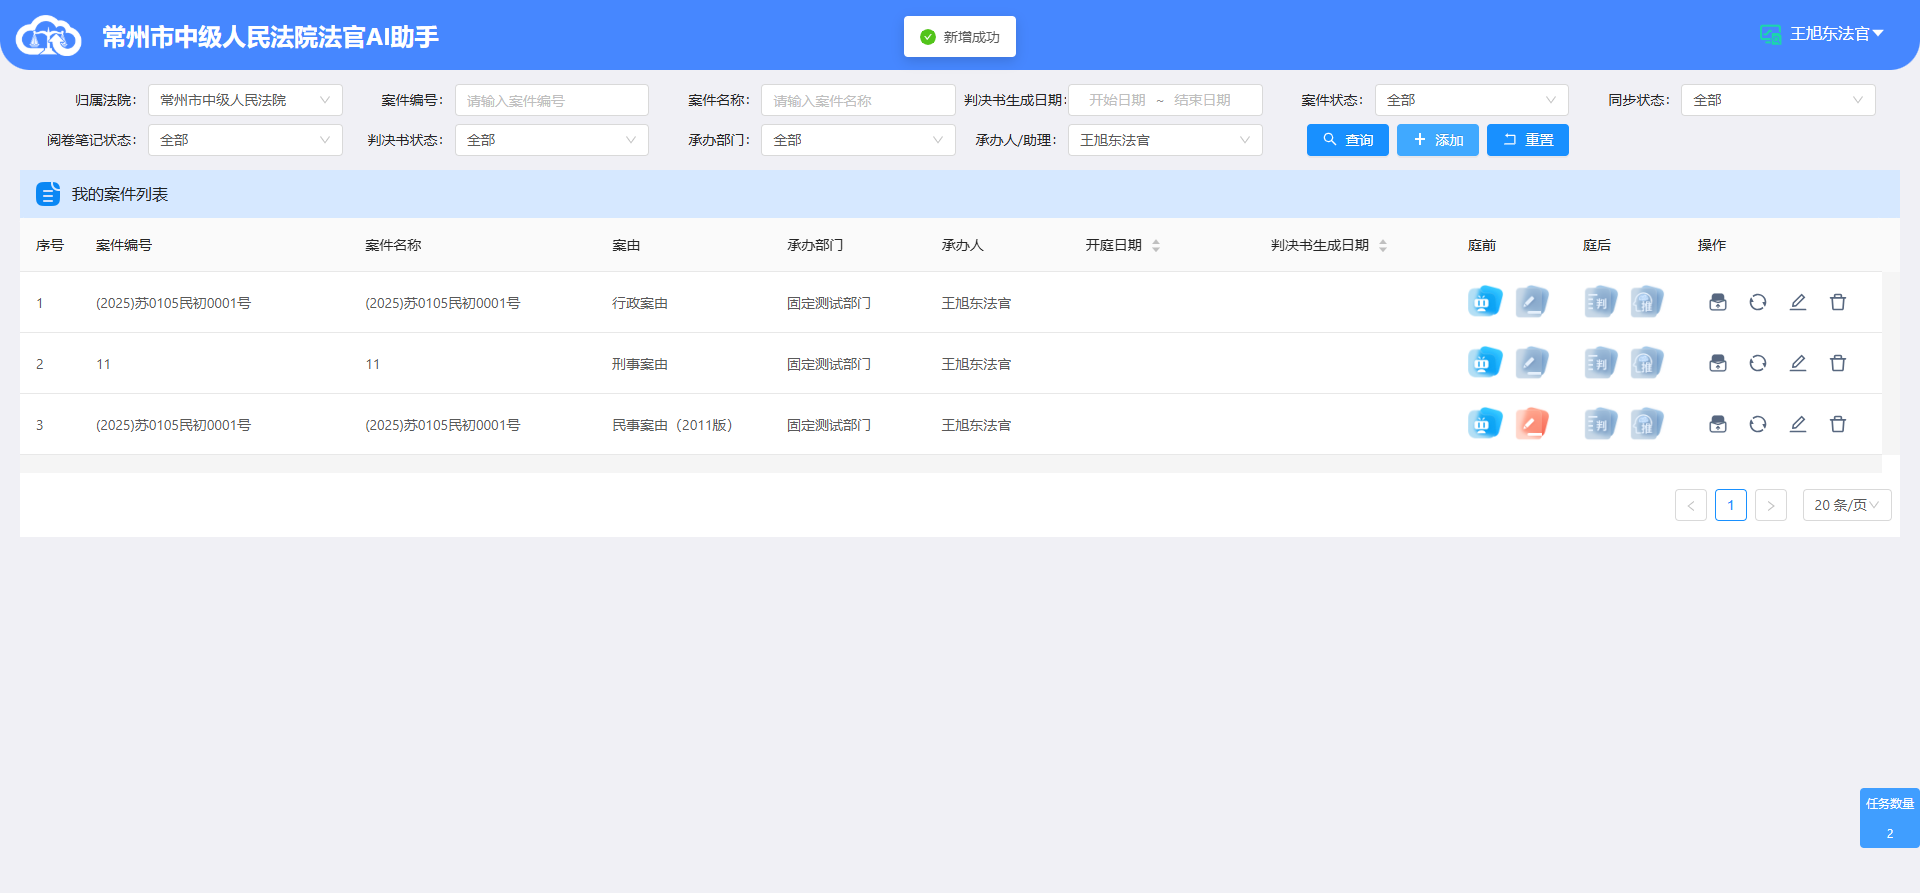 常州市中级人民法院法官AI助手
新增成功
王旭东法官
归属法院: 常州市中级人民法院 案件编号: 请输入案件编号 案件名称: 请输入案件名称 判决书生成日期: 开始日期 ~ 结束日期 案件状态: 全部 同步状态: 全部
阅卷笔记状态: 全部 判决书状态: 全部 承办部门: 全部 承办人/助理: 王旭东法官 查询 添加 重置
我的案件列表
序号 案件编号 案件名称 案由 承办部门 承办人 开庭日期 判决书生成日期 庭前 庭后 操作
1 (2025)苏0105民初0001号 (2025)苏0105民初0001号 行政案由 固定测试部门 王旭东法官 判 推
2 11 11 刑事案由 固定测试部门 王旭东法官 判 推
3 (2025)苏0105民初0001号 (2025)苏0105民初0001号 民事案由（2011版） 固定测试部门 王旭东法官 判 推
< 1 > 20 条/页
任务数量
2